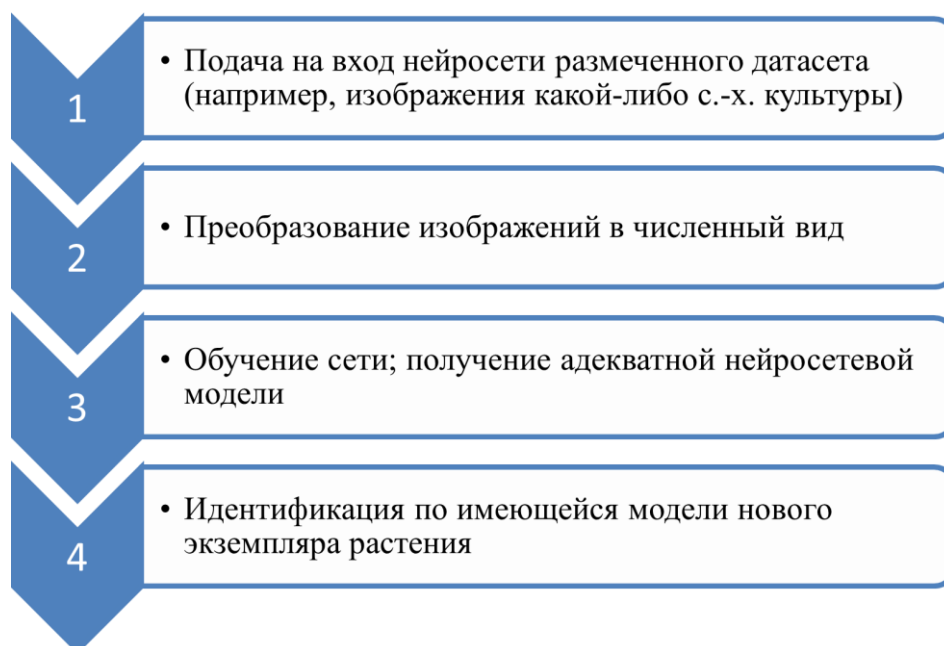 1
• Подача на вход нейросети размеченного датасета
(например, изображения какой-либо с.-х. культуры)
2
• Преобразование изображений в численный вид
3
• Обучение сети; получение адекватной нейросетевой
модели
4
• Идентификация по имеющейся модели нового
экземпляра растения